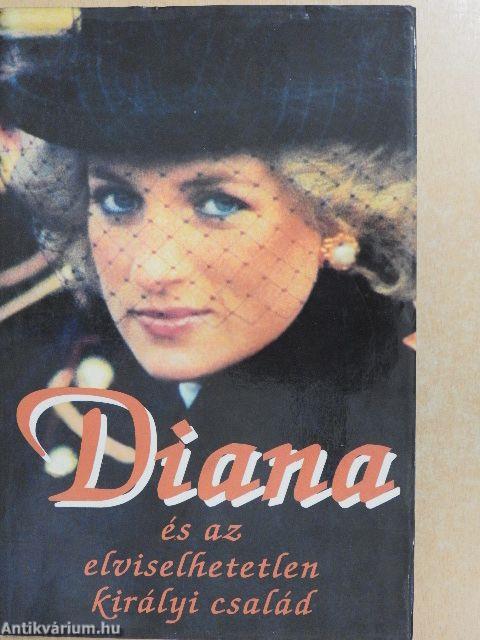 Diana
és az
elviselhetetlen
királyi család
Antikvárium.hu